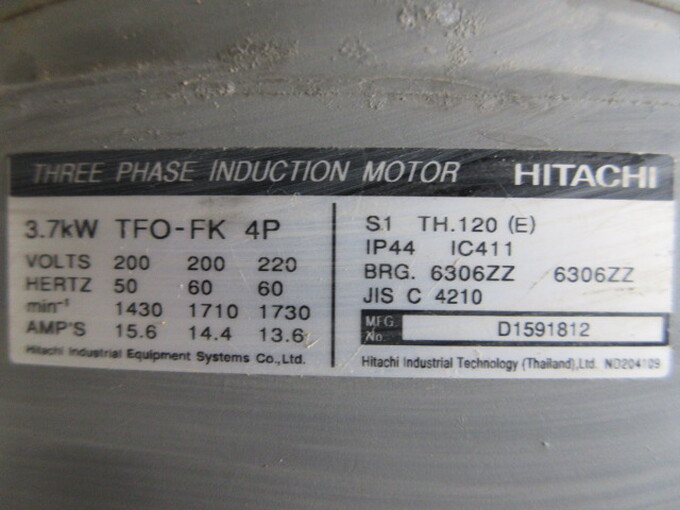 THREE PHASE INDUCTION MOTOR HITACHI
3.7kW TFO-FK 4P
VOLTS 200 200 220
HERTZ 50 60 60
min⁻¹ 1430 1710 1730
AMP'S 15.6 14.4 13.6
Hitachi Industrial Equipment Systems Co., Ltd.
S1 TH.120 (E)
IP44 IC411
BRG. 6306ZZ 6306ZZ
JIS C 4210
MFG. No. D1591812
Hitachi Industrial Technology (Thailand), Ltd. NO204109